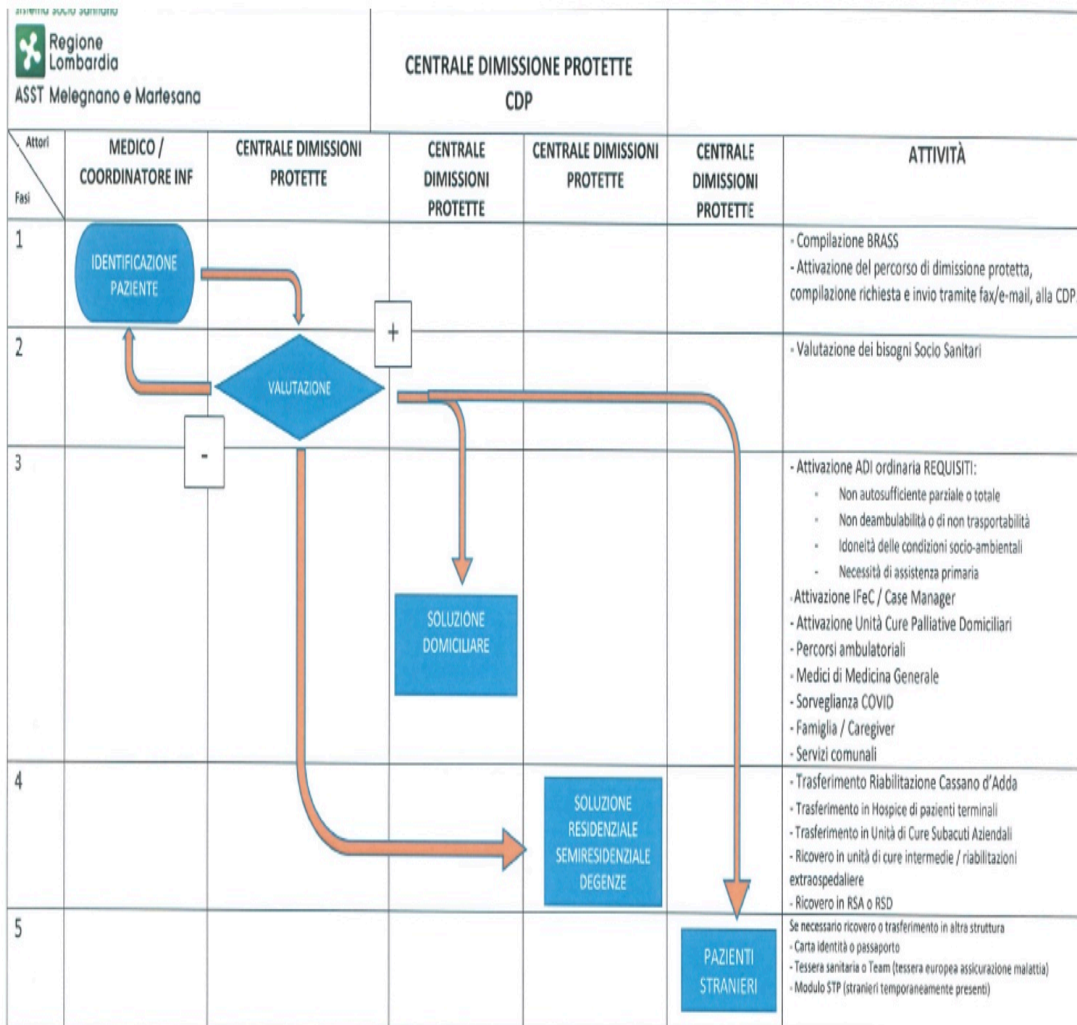 sistema socio sanitario
Regione
Lombardia
ASST Melegnano e Martesana
CENTRALE DIMISSIONE PROTETTE
CDP
Attori
Fasi
MEDICO /
COORDINATORE INF
CENTRALE DIMISSIONI
PROTETTE
CENTRALE
DIMISSIONI
PROTETTE
CENTRALE DIMISSIONI
PROTETTE
CENTRALE
DIMISSIONI
PROTETTE
ATTIVITÀ
1
IDENTIFICAZIONE
PAZIENTE
- Compilazione BRASS
- Attivazione del percorso di dimissione protetta,
compilazione richiesta e invio tramite fax/e-mail, alla CDP
+
2
VALUTAZIONE
- Valutazione dei bisogni Socio Sanitari
-
3
SOLUZIONE
DOMICILIARE
- Attivazione ADI ordinaria REQUISITI:
- Non autosufficiente parziale o totale
- Non deambulabilità o di non trasportabilità
- Idoneità delle condizioni socio-ambientali
- Necessità di assistenza primaria
- Attivazione IFeC / Case Manager
- Attivazione Unità Cure Palliative Domiciliari
- Percorsi ambulatoriali
- Medici di Medicina Generale
- Sorveglianza COVID
- Famiglia / Caregiver
- Servizi comunali
4
SOLUZIONE
RESIDENZIALE
SEMIRESIDENZIALE
DEGENZE
- Trasferimento Riabilitazione Cassano d'Adda
- Trasferimento in Hospice di pazienti terminali
- Trasferimento in Unità di Cure Subacuti Aziendali
- Ricovero in unità di cure intermedie / riabilitazioni
extraospedaliere
- Ricovero in RSA o RSD
5
PAZIENTI
STRANIERI
Se necessario ricovero o trasferimento in altra struttura
- Carta identità o passaporto
- Tessera sanitaria o Team (tessera europea assicurazione malattia)
- Modulo STP (stranieri temporaneamente presenti)